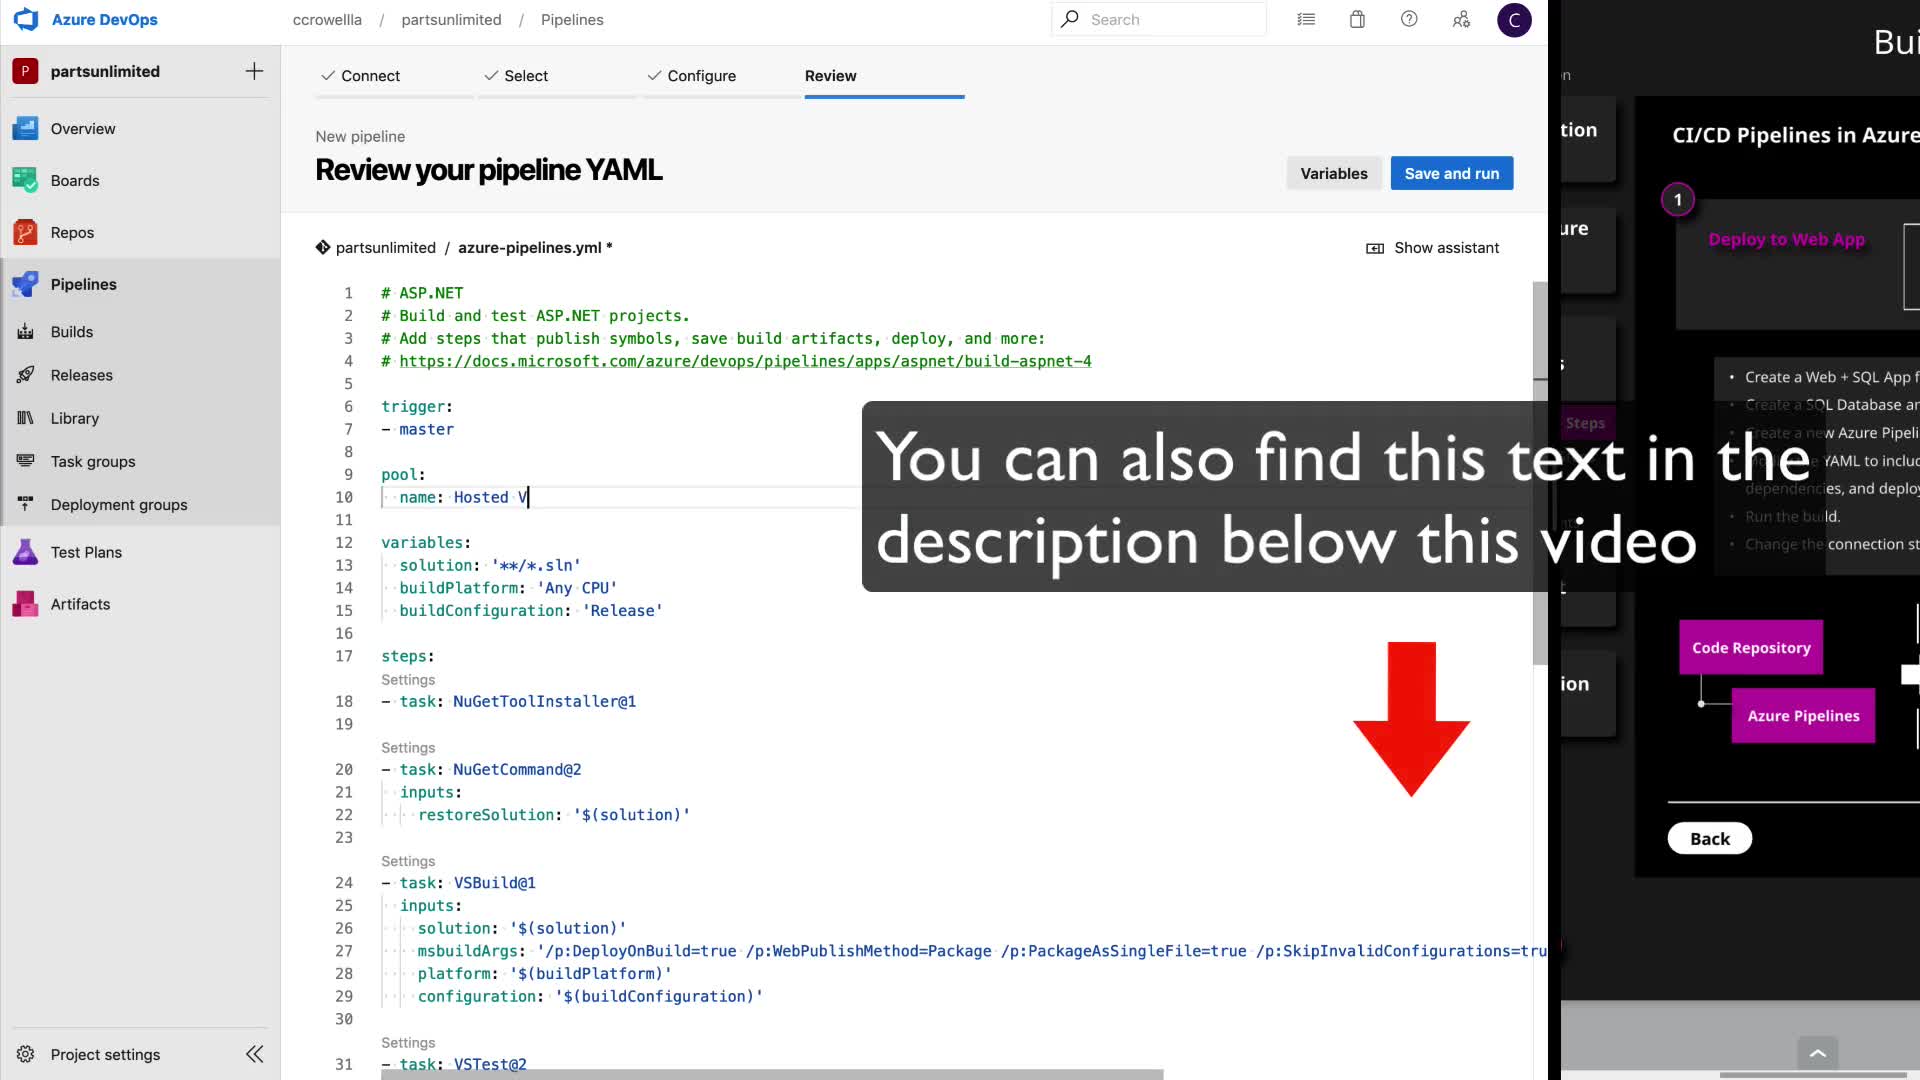 Azure DevOps
ccrowellla / partsunlimited / Pipelines
Search
C
P partsunlimited
Overview
Boards
Repos
Pipelines
Builds
Releases
Library
Task groups
Deployment groups
Test Plans
Artifacts
Project settings
Connect
Select
Configure
Review
New pipeline
Review your pipeline YAML
Variables
Save and run
partsunlimited / azure-pipelines.yml *
Show assistant
1 # ASP.NET
2 # Build and test ASP.NET projects.
3 # Add steps that publish symbols, save build artifacts, deploy, and more:
4 # https://docs.microsoft.com/azure/devops/pipelines/apps/aspnet/build-aspnet-4
5
6 trigger:
7 - master
8
9 pool:
10 name: Hosted V
11
12 variables:
13 solution: '**/*.sln'
14 buildPlatform: 'Any CPU'
15 buildConfiguration: 'Release'
16
17 steps:
Settings
18 - task: NuGetToolInstaller@1
19
Settings
20 - task: NuGetCommand@2
21 inputs:
22 restoreSolution: '$(solution)'
23
Settings
24 - task: VSBuild@1
25 inputs:
26 solution: '$(solution)'
27 msbuildArgs: '/p:DeployOnBuild=true /p:WebPublishMethod=Package /p:PackageAsSingleFile=true /p:SkipInvalidConfigurations=tru
28 platform: '$(buildPlatform)'
29 configuration: '$(buildConfiguration)'
30
Settings
31 - task: VSTest@2
You can also find this text in the
description below this video
Bui
n
tion
ure
s
Steps
t
ion
CI/CD Pipelines in Azure
1
Deploy to Web App
• Create a Web + SQL App f
• Create a SQL Database an
• Create a new Azure Pipeli
YAML to inclu
dependencies, and deploy
• Run the build.
• Change the connection st
Code Repository
Azure Pipelines
Back